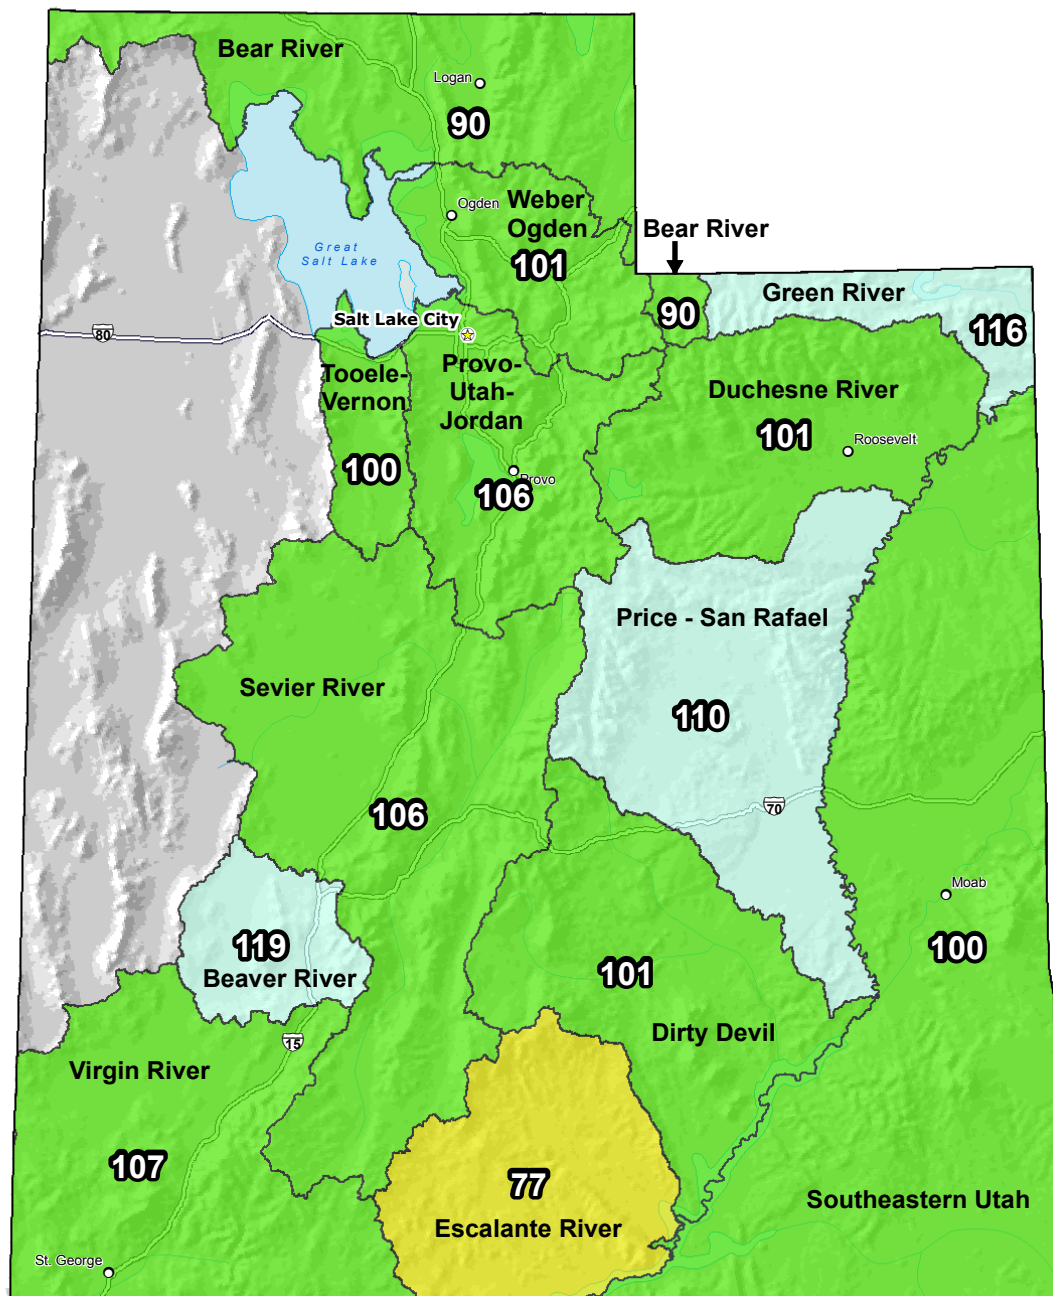 Bear River
Logan
90
Weber
Ogden
Ogden
101
Bear River
90
Great
Salt Lake
Green River
116
80
Salt Lake City
Tooele-
Vernon
100
Provo-
Utah-
Jordan
Provo
106
Duchesne River
101
Roosevelt
Price - San Rafael
110
Sevier River
106
70
Moab
100
119
Beaver River
101
Dirty Devil
15
Virgin River
107
77
Escalante River
Southeastern Utah
St. George